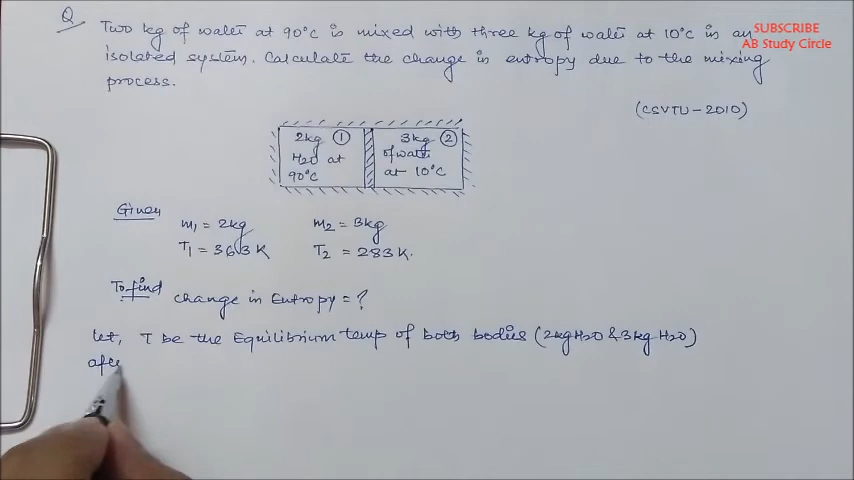 Q
Two kg of water at 90°C is mixed with three kg of water at 10°C in an
isolated system. Calculate the change in entropy due to the mixing
process.
SUBSCRIBE
AB Study Circle
(CSVTU-2010)
2kg ①
H2O at
90°C
3kg ②
of water
at 10°C
Given
m1 = 2kg m2 = 3kg
T1 = 363 K T2 = 283 K.
To find change in Entropy = ?
Let, T be the Equilibrium temp of both bodies (2kg H2O & 3kg H2O)
afte